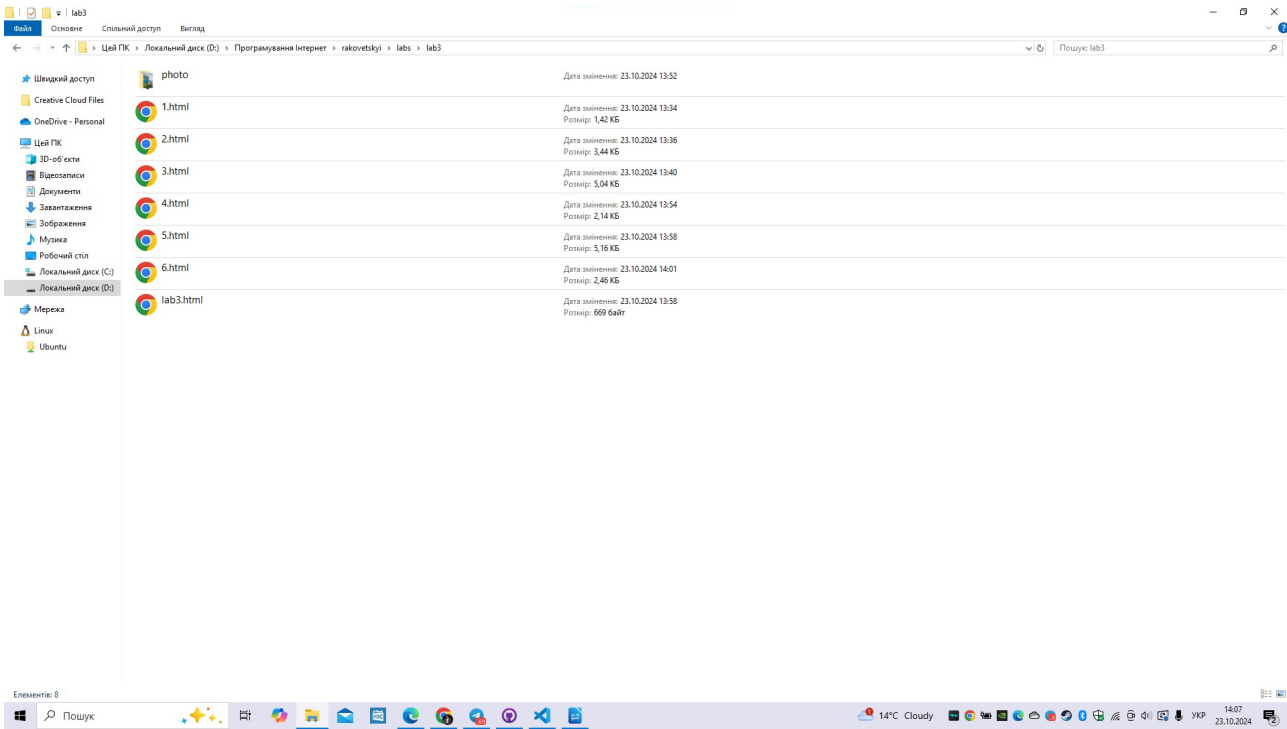 lab3
Файл Основне Спільний доступ Вигляд
Цей ПК › Локальний диск (D:) › Програмування Інтернет › rakovetskyi › labs › lab3
Пошук: lab3
Швидкий доступ
Creative Cloud Files
OneDrive - Personal
Цей ПК
3D-об'єкти
Відеозаписи
Документи
Завантаження
Зображення
Музика
Робочий стіл
Локальний диск (C:)
Локальний диск (D:)
Мережа
Linux
Ubuntu
photo Дата змінення: 23.10.2024 13:52
1.html Дата змінення: 23.10.2024 13:34
Розмір: 1,42 КБ
2.html Дата змінення: 23.10.2024 13:36
Розмір: 3,44 КБ
3.html Дата змінення: 23.10.2024 13:40
Розмір: 5,04 КБ
4.html Дата змінення: 23.10.2024 13:54
Розмір: 2,14 КБ
5.html Дата змінення: 23.10.2024 13:58
Розмір: 5,16 КБ
6.html Дата змінення: 23.10.2024 14:01
Розмір: 2,46 КБ
lab3.html Дата змінення: 23.10.2024 13:58
Розмір: 669 байт
Елементів: 8
Пошук
14°C Cloudy
УКР
14:07
23.10.2024